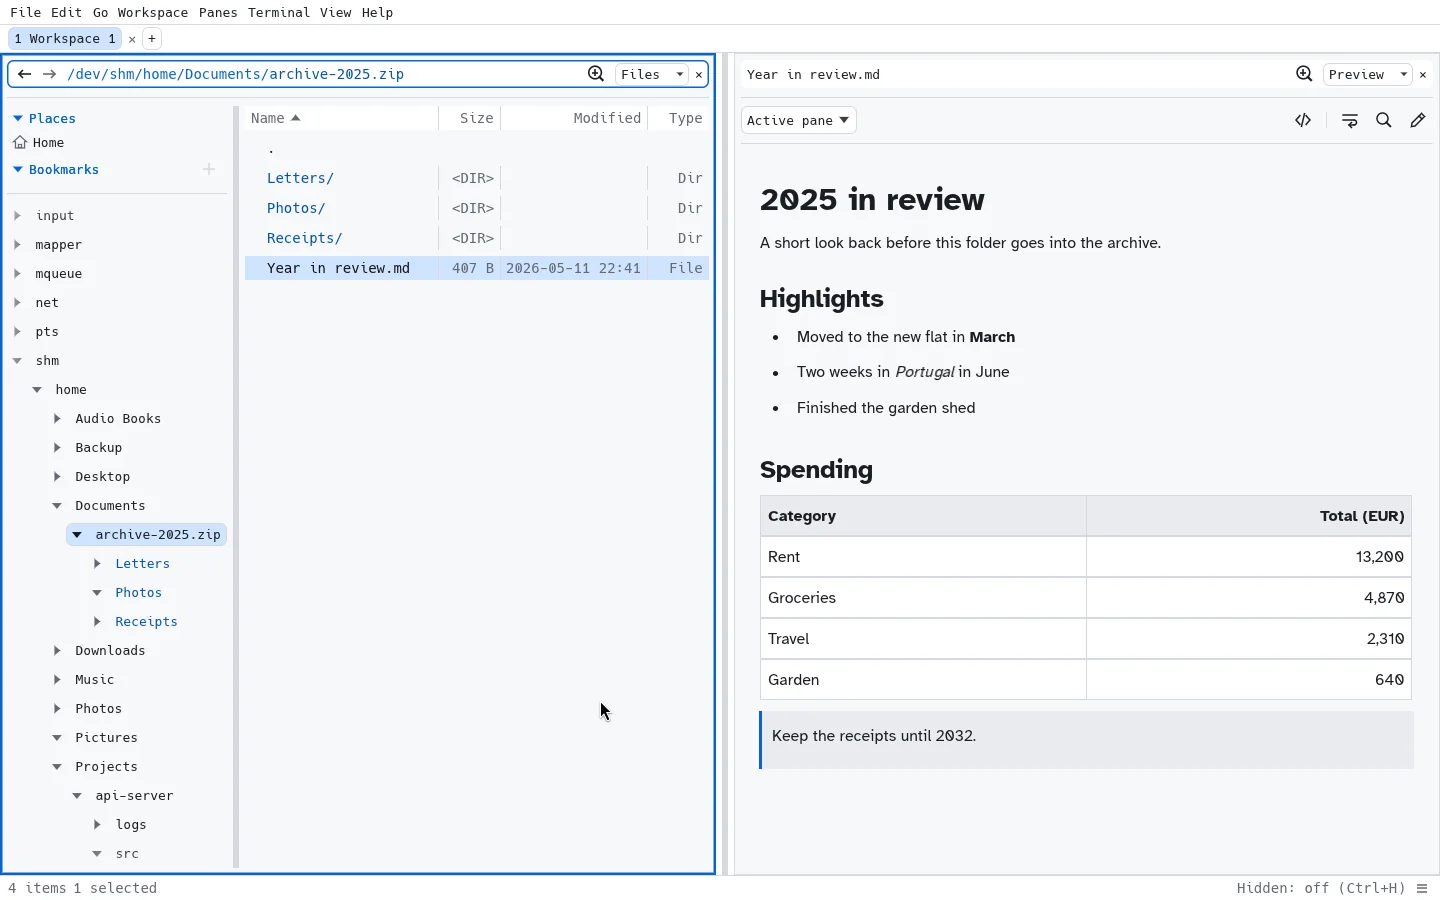 File Edit Go Workspace Panes Terminal View Help
1 Workspace 1 × +
/dev/shm/home/Documents/archive-2025.zip Files ×
Places
Home
Bookmarks +
input
mapper
mqueue
net
pts
shm
home
Audio Books
Backup
Desktop
Documents
archive-2025.zip
Letters
Photos
Receipts
Downloads
Music
Photos
Pictures
Projects
api-server
logs
src
Name Size Modified Type
.
Letters/ <DIR> Dir
Photos/ <DIR> Dir
Receipts/ <DIR> Dir
Year in review.md 407 B 2026-05-11 22:41 File
Year in review.md Preview ×
Active pane
2025 in review
A short look back before this folder goes into the archive.
Highlights
• Moved to the new flat in March
• Two weeks in Portugal in June
• Finished the garden shed
Spending
Category Total (EUR)
Rent 13,200
Groceries 4,870
Travel 2,310
Garden 640
Keep the receipts until 2032.
4 items 1 selected Hidden: off (Ctrl+H)